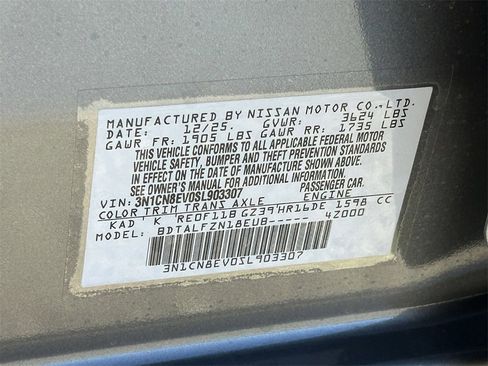 MANUFACTURED BY NISSAN MOTOR CO.,LTD.
DATE: 12/25. GVWR: 3624 LBS
GAWR FR: 1905 LBS GAWR RR: 1735 LBS
THIS VEHICLE CONFORMS TO ALL APPLICABLE FEDERAL MOTOR
VEHICLE SAFETY, BUMPER AND THEFT PREVENTION STANDARDS
IN EFFECT ON THE DATE OF MANUFACTURE SHOWN ABOVE.
SEE OWNER'S MANUAL FOR ADDITIONAL INFORMATION.
VIN: 3N1CN8EV0SL903307 PASSENGER CAR.
COLOR TRIM TRANS AXLE ENGINE
KAD K RE0F11B GZ39 HR16DE 1598 CC
MODEL: BDTALFZN18EU8----- 4Z000
3N1CN8EV0SL903307